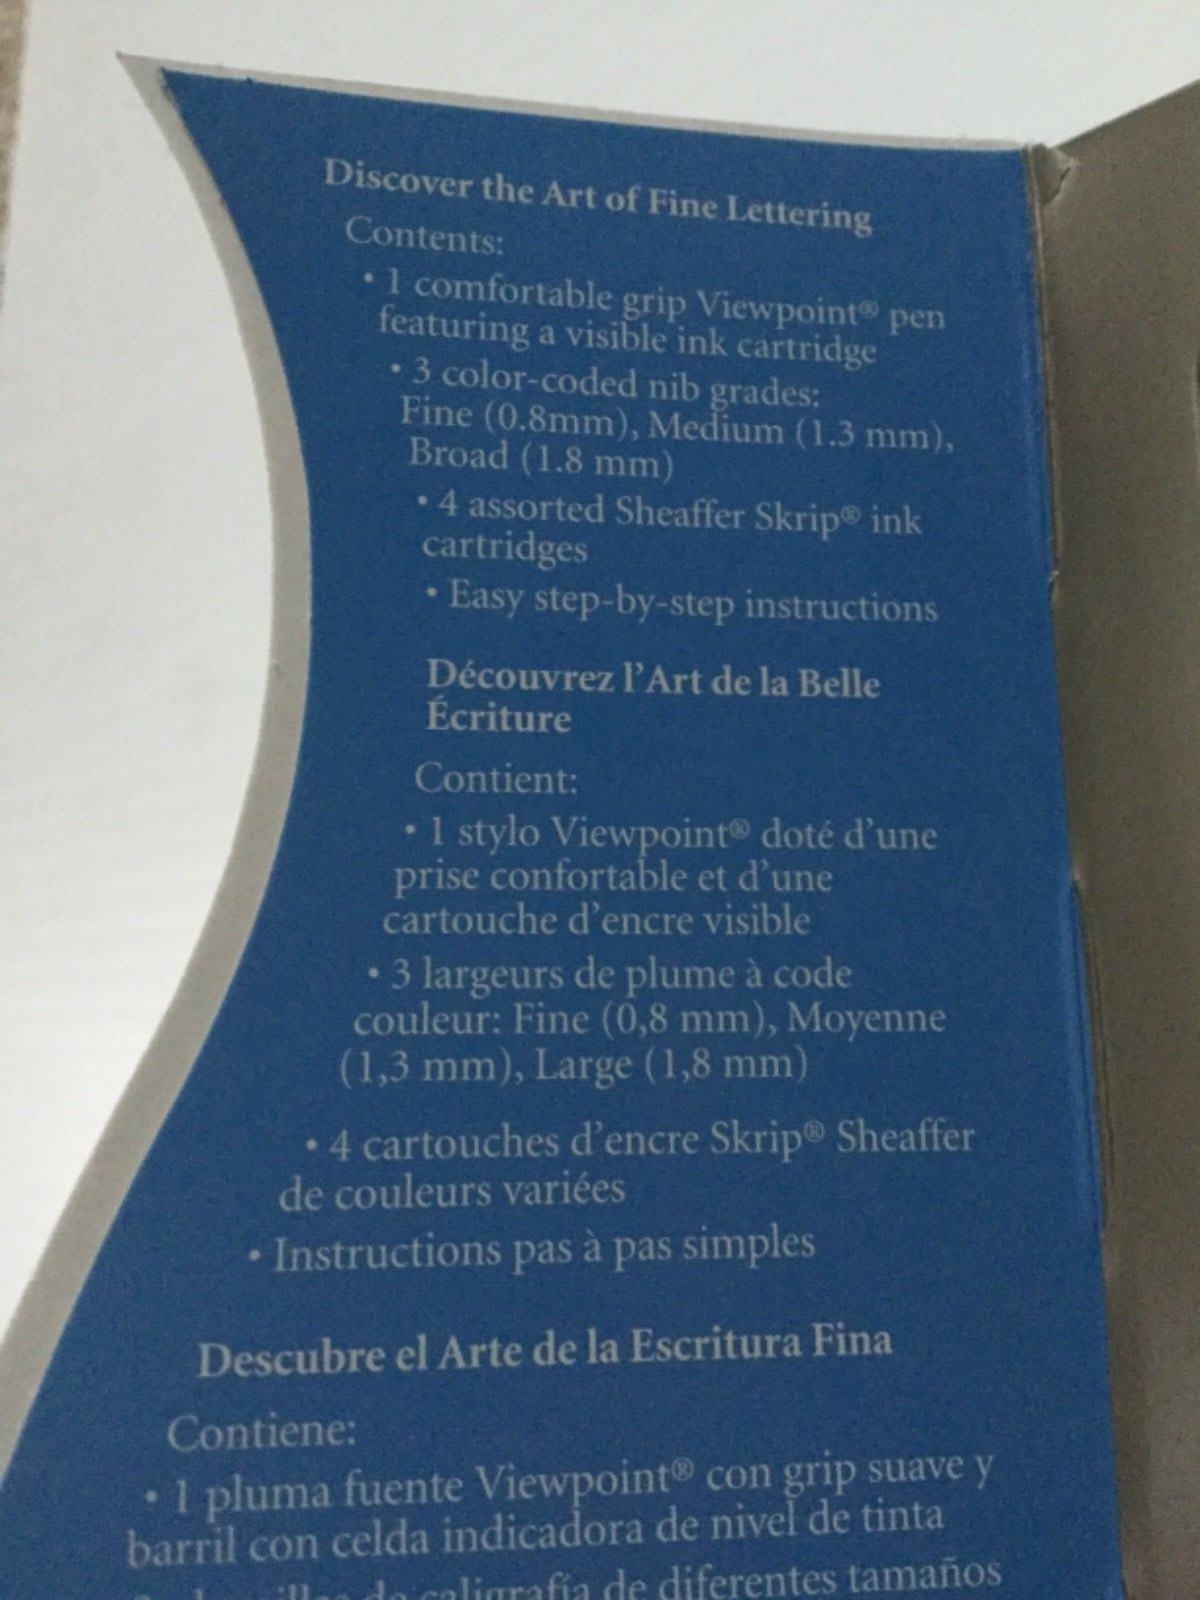 Discover the Art of Fine Lettering
Contents:
• 1 comfortable grip Viewpoint® pen
featuring a visible ink cartridge
• 3 color-coded nib grades:
Fine (0.8mm), Medium (1.3 mm),
Broad (1.8 mm)
• 4 assorted Sheaffer Skrip® ink
cartridges
• Easy step-by-step instructions
Découvrez l’Art de la Belle
Écriture
Contient:
• 1 stylo Viewpoint® doté d’une
prise confortable et d’une
cartouche d’encre visible
• 3 largeurs de plume à code
couleur: Fine (0,8 mm), Moyenne
(1,3 mm), Large (1,8 mm)
• 4 cartouches d’encre Skrip® Sheaffer
de couleurs variées
• Instructions pas à pas simples
Descubre el Arte de la Escritura Fina
Contiene:
• 1 pluma fuente Viewpoint® con grip suave y
barril con celda indicadora de nivel de tinta
de caligrafía de diferentes tamaños